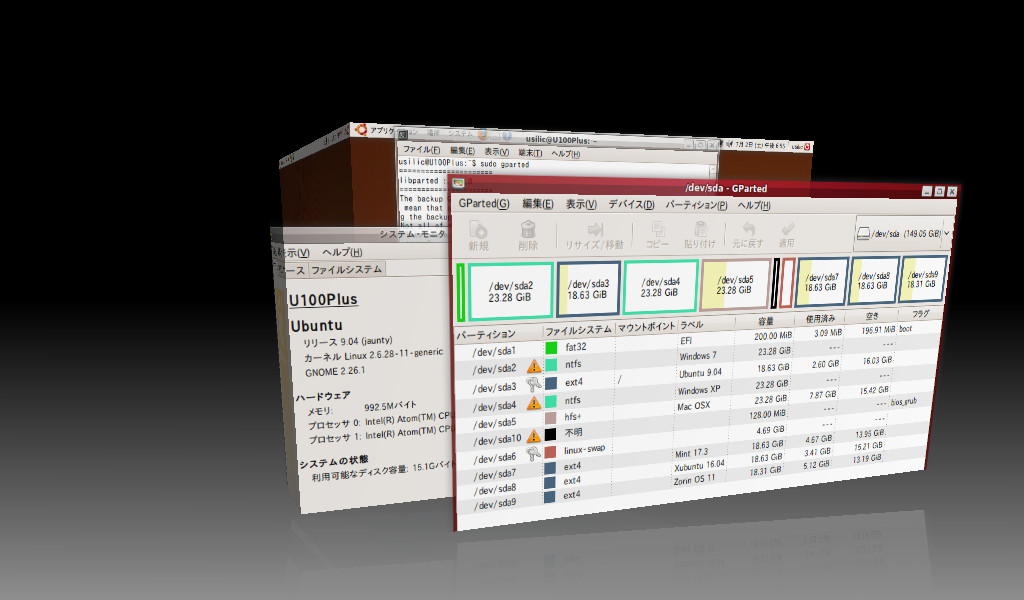 アプリケーション 場所 システム
7月 2日 (土) 午後 6:55 usilic
usilic@U100Plus: ~
ファイル(F) 編集(E) 表示(V) 端末(T) ヘルプ(H)
usilic@U100Plus:~$ sudo gparted
======================
libparted :
======================
The backup
mean that
g the backu
Not all of
/dev/sda - GParted
GParted(G) 編集(E) 表示(V) デバイス(D) パーティション(P) ヘルプ(H)
新規 削除 リサイズ/移動 コピー 貼り付け 元に戻す 適用
/dev/sda (149.05 GiB)
/dev/sda2 23.28 GiB
/dev/sda3 18.63 GiB
/dev/sda4 23.28 GiB
/dev/sda5 23.28 GiB
/dev/sda7 18.63 GiB
/dev/sda8 18.63 GiB
/dev/sda9 18.31 GiB
パーティション ファイルシステム マウントポイント ラベル 容量 使用済み 空き フラグ
/dev/sda1 fat32 EFI 200.00 MiB 3.09 MiB 196.91 MiB boot
/dev/sda2 ntfs Windows 7 23.28 GiB --- ---
/dev/sda3 ext4 / Ubuntu 9.04 18.63 GiB 2.60 GiB 16.03 GiB
/dev/sda4 ntfs Windows XP 23.28 GiB --- ---
/dev/sda5 hfs+ Mac OSX 23.28 GiB 7.87 GiB 15.42 GiB
/dev/sda10 不明 128.00 MiB --- --- bios_grub
/dev/sda6 linux-swap 4.69 GiB --- ---
/dev/sda7 ext4 Mint 17.3 18.63 GiB 4.67 GiB 13.95 GiB
/dev/sda8 ext4 Xubuntu 16.04 18.63 GiB 3.41 GiB 15.21 GiB
/dev/sda9 ext4 Zorin OS 11 18.31 GiB 5.12 GiB 13.19 GiB
システム・モニタ
表示(V) ヘルプ(H)
ース ファイルシステム
U100Plus
Ubuntu
リリース 9.04 (jaunty)
カーネル Linux 2.6.28-11-generic
GNOME 2.26.1
ハードウェア
メモリ: 992.5Mバイト
プロセッサ 0: Intel(R) Atom(TM) CPU
プロセッサ 1: Intel(R) Atom(TM) CPU
システムの状態
利用可能なディスク容量: 15.1Gバイト